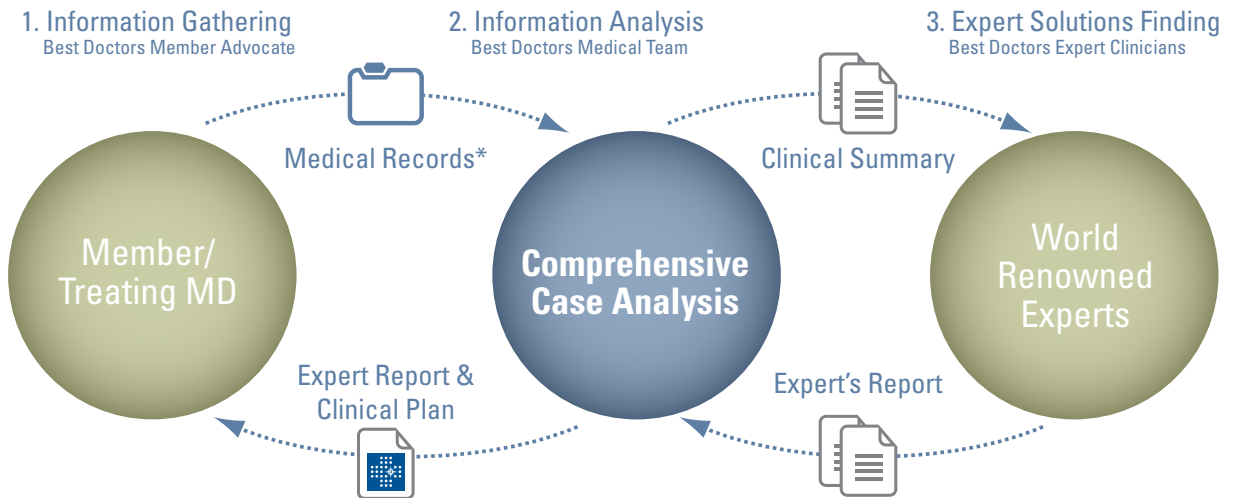 1. Information Gathering
Best Doctors Member Advocate
2. Information Analysis
Best Doctors Medical Team
3. Expert Solutions Finding
Best Doctors Expert Clinicians
Medical Records*
Clinical Summary
Member/
Treating MD
Comprehensive
Case Analysis
World
Renowned
Experts
Expert Report &
Clinical Plan
Expert’s Report